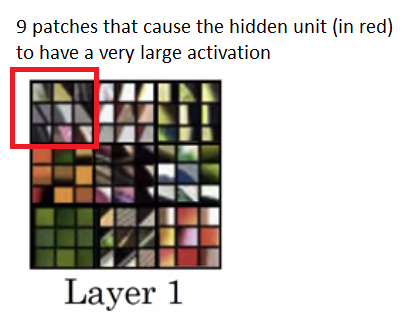 9 patches that cause the hidden unit (in red)
to have a very large activation
Layer 1